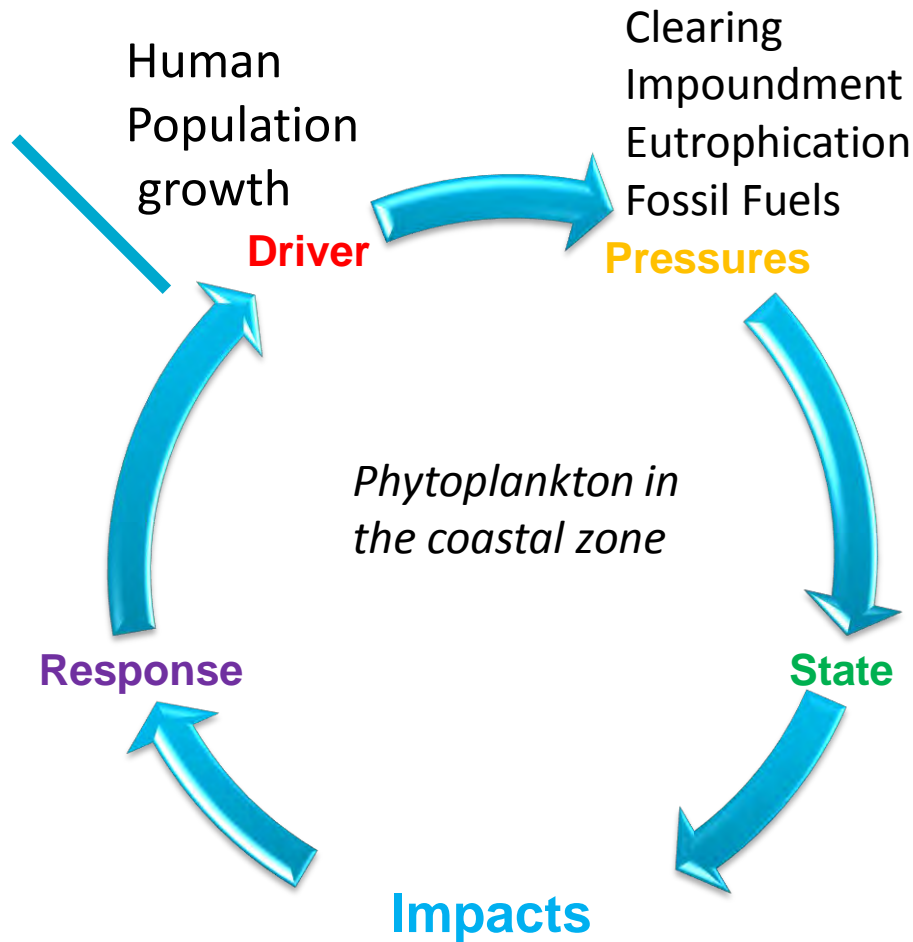 Human
Population
growth
Driver
Clearing
Impoundment
Eutrophication
Fossil Fuels
Pressures
Phytoplankton in
the coastal zone
Response
State
Impacts